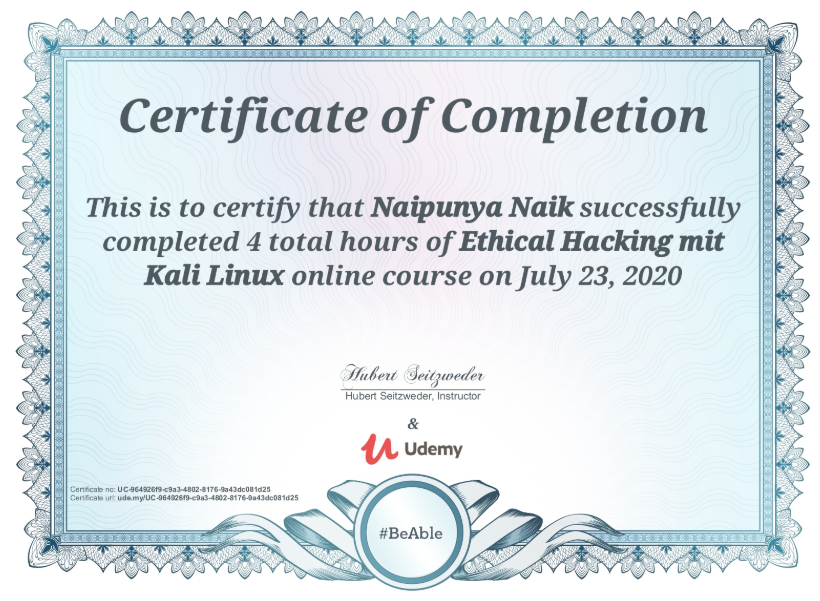 Certificate of Completion
This is to certify that Naipunya Naik successfully
completed 4 total hours of Ethical Hacking mit
Kali Linux online course on July 23, 2020
Hubert Seitzweder
Hubert Seitzweder, Instructor
&
Udemy
Certificate no: UC-964926f9-c9a3-4802-8176-9a43dc081d25
Certificate url: ude.my/UC-964926f9-c9a3-4802-8176-9a43dc081d25
#BeAble